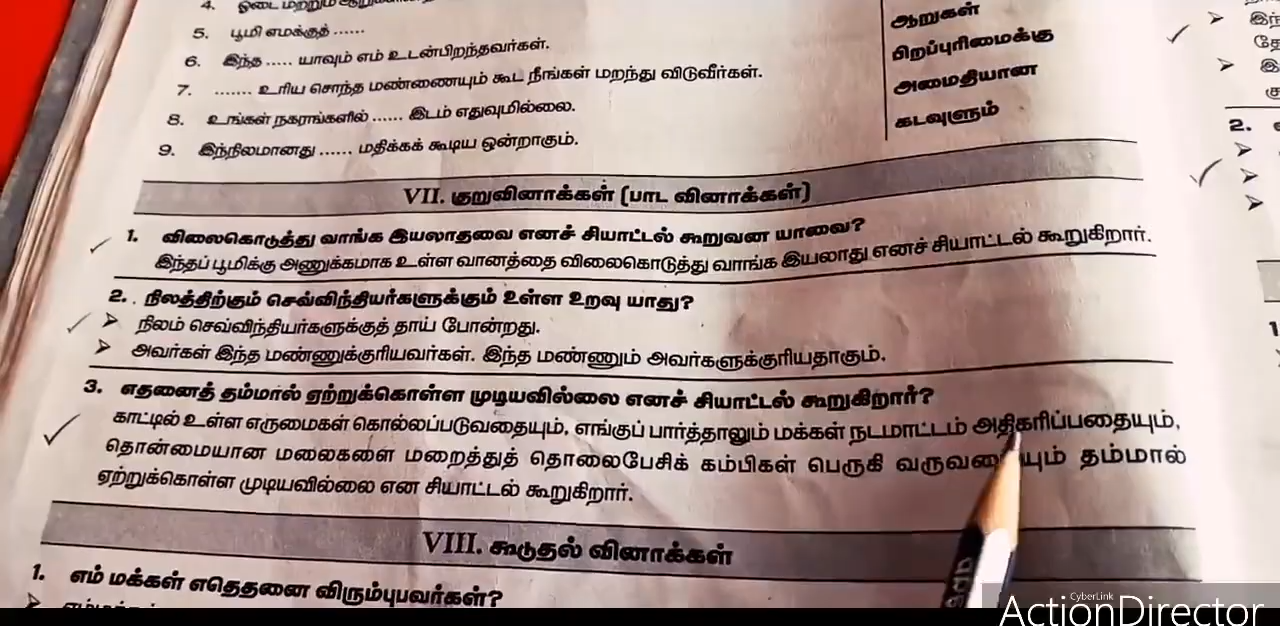 4. ஓடை மற்றும்
5. பூமி எமக்குத் ......
6. இந்த ..... யாவும் எம் உடன்பிறந்தவர்கள்.
7. ....... உரிய சொந்த மண்ணையும் கூட நீங்கள் மறந்து விடுவீர்கள்.
8. உங்கள் நகரங்களில் ...... இடம் எதுவுமில்லை.
9. இந்நிலமானது ...... மதிக்கக் கூடிய ஒன்றாகும்.
ஆறுகள்
பிறப்புரிமைக்கு
அமைதியான
கடவுளும்
VII. குறுவினாக்கள் (பாட வினாக்கள்)
1. விலைகொடுத்து வாங்க இயலாதவை எனச் சியாட்டல் கூறுவன யாவை?
இந்தப் பூமிக்கு அணுக்கமாக உள்ள வானத்தை விலைகொடுத்து வாங்க இயலாது எனச் சியாட்டல் கூறுகிறார்.
2. . நிலத்திற்கும் செவ்விந்தியர்களுக்கும் உள்ள உறவு யாது?
➤ நிலம் செவ்விந்தியர்களுக்குத் தாய் போன்றது.
➤ அவர்கள் இந்த மண்ணுக்குரியவர்கள். இந்த மண்ணும் அவர்களுக்குரியதாகும்.
3. எதனைத் தம்மால் ஏற்றுக்கொள்ள முடியவில்லை எனச் சியாட்டல் கூறுகிறார்?
காட்டில் உள்ள எருமைகள் கொல்லப்படுவதையும், எங்குப் பார்த்தாலும் மக்கள் நடமாட்டம் அதிகரிப்பதையும்,
தொன்மையான மலைகளை மறைத்துத் தொலைபேசிக் கம்பிகள் பெருகி வருவதையும் தம்மால்
ஏற்றுக்கொள்ள முடியவில்லை என சியாட்டல் கூறுகிறார்.
VIII. கூடுதல் வினாக்கள்
1. எம் மக்கள் எதெதனை விரும்புபவர்கள்?
2.
CyberLink
ActionDirector